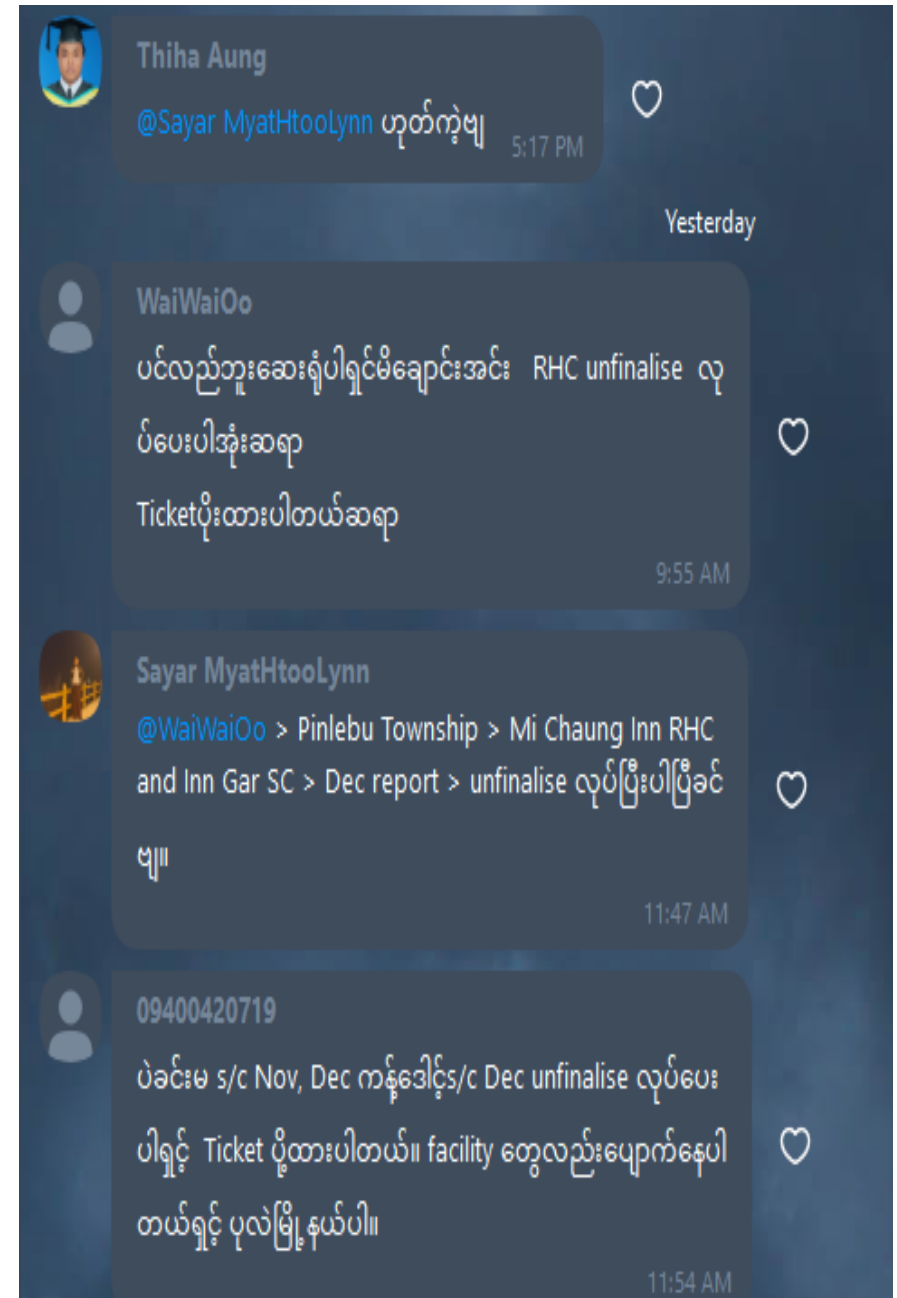 Thiha Aung
@Sayar MyatHtooLynn ဟုတ်ကဲ့ဗျ
5:17 PM
Yesterday
WaiWaiOo
ပင်လည်ဘူးဆေးရုံပါရှင်မိချောင်းအင်း RHC unfinalise လု
ပ်ပေးပါအုံးဆရာ
Ticketပိုးထားပါတယ်ဆရာ
9:55 AM
Sayar MyatHtooLynn
@WaiWaiOo > Pinlebu Township > Mi Chaung Inn RHC
and Inn Gar SC > Dec report > unfinalise လုပ်ပြီးပါပြီခင်
ဗျ။
11:47 AM
09400420719
ပဲခင်းမ s/c Nov, Dec ကန့်ဒေါင့်s/c Dec unfinalise လုပ်ပေး
ပါရှင့် Ticket ပို့ထားပါတယ်။ facility တွေလည်းပျောက်နေပါ
တယ်ရှင့် ပုလဲမြို့နယ်ပါ။
11:54 AM